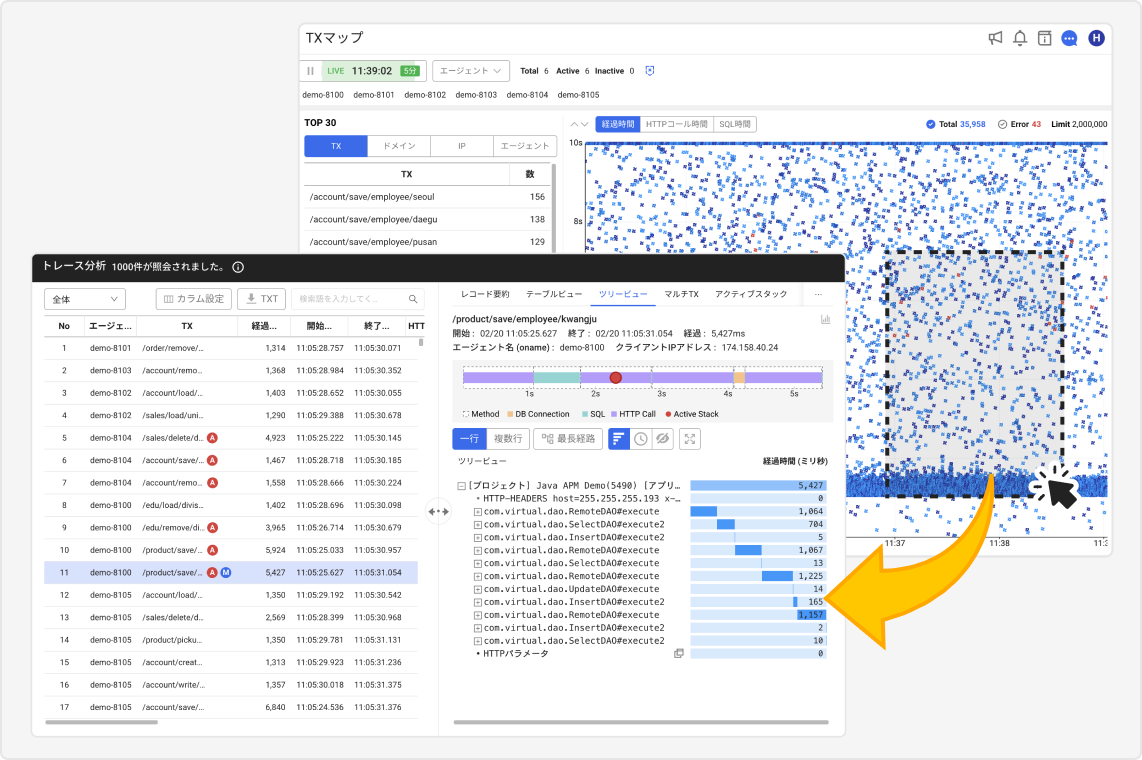 TXマップ
H
LIVE 11:39:02 5分 エージェント Total 6 Active 6 Inactive 0
demo-8100 demo-8101 demo-8102 demo-8103 demo-8104 demo-8105
TOP 30
TX ドメイン IP エージェント
TX 数
/account/save/employee/seoul 156
/account/save/employee/daegu 138
/account/save/employee/pusan 129
経過時間 HTTPコール時間 SQL時間 Total 35,958 Error 43 Limit 2,000,000
10s
8s
11:37 11:38 11:3
トレース分析 1000件が照会されました。
全体 カラム設定 TXT 検索語を入力してく...
No エージェ... TX 経過... 開始... 終了... HTT
1 demo-8101 /order/remove/... 1,314 11:05:28.757 11:05:30.071
2 demo-8103 /account/remo... 1,368 11:05:28.984 11:05:30.352
3 demo-8102 /account/load/... 1,403 11:05:28.652 11:05:30.055
4 demo-8102 /sales/load/uni... 1,290 11:05:29.388 11:05:30.678
5 demo-8104 /sales/delete/d... A 4,923 11:05:25.222 11:05:30.145
6 demo-8104 /account/save/... A 1,467 11:05:28.718 11:05:30.185
7 demo-8104 /account/remo... A 1,558 11:05:28.666 11:05:30.224
8 demo-8100 /edu/load/divis... 1,402 11:05:28.696 11:05:30.098
9 demo-8100 /edu/remove/di... A 3,965 11:05:26.714 11:05:30.679
10 demo-8100 /product/save/... A 5,924 11:05:25.033 11:05:30.957
11 demo-8100 /product/save/... A M 5,427 11:05:25.627 11:05:31.054
12 demo-8105 /account/load/... 1,350 11:05:29.192 11:05:30.542
13 demo-8105 /sales/delete/d... 2,569 11:05:28.399 11:05:30.968
14 demo-8105 /product/picku... 1,350 11:05:29.781 11:05:31.131
15 demo-8105 /account/creat... 1,313 11:05:29.923 11:05:31.236
16 demo-8105 /account/write/... 1,357 11:05:30.018 11:05:31.375
17 demo-8105 /account/save/... 6,840 11:05:24.536 11:05:31.376
レコード要約 テーブルビュー ツリービュー マルチTX アクティブスタック ...
/product/save/employee/kwangju
開始 : 02/20 11:05:25.627 終了 : 02/20 11:05:31.054 経過 : 5,427ms
エージェント名 (oname) : demo-8100 クライアントIPアドレス : 174.158.40.24
1s 2s 3s 4s 5s
Method DB Connection SQL HTTP Call Active Stack
一行 複数行 最長経路
ツリービュー 経過時間 (ミリ秒)
[プロジェクト] Java APM Demo(5490) [アプリ... 5,427
HTTP-HEADERS host=255.255.255.193 x-... 0
com.virtual.dao.RemoteDAO#execute 1,064
com.virtual.dao.SelectDAO#execute2 704
com.virtual.dao.InsertDAO#execute2 5
com.virtual.dao.RemoteDAO#execute 1,067
com.virtual.dao.SelectDAO#execute 13
com.virtual.dao.RemoteDAO#execute 1,225
com.virtual.dao.UpdateDAO#execute 14
com.virtual.dao.InsertDAO#execute2 165
com.virtual.dao.RemoteDAO#execute 1,157
com.virtual.dao.InsertDAO#execute2 2
com.virtual.dao.SelectDAO#execute2 10
HTTPパラメータ 0